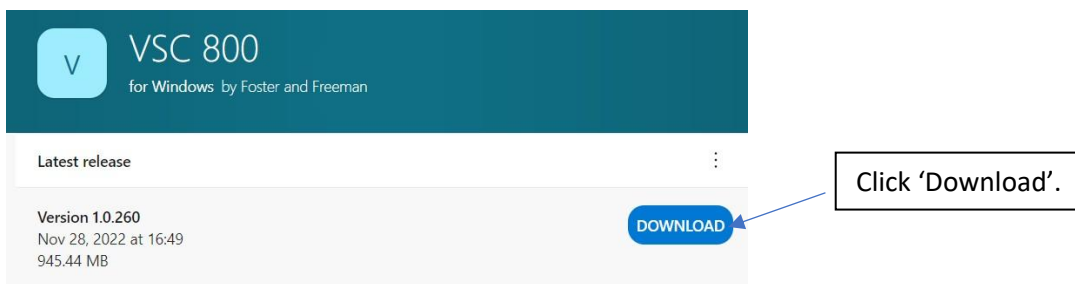 V
VSC 800
for Windows by Foster and Freeman
Latest release
Version 1.0.260
Nov 28, 2022 at 16:49
945.44 MB
DOWNLOAD
Click ‘Download’.